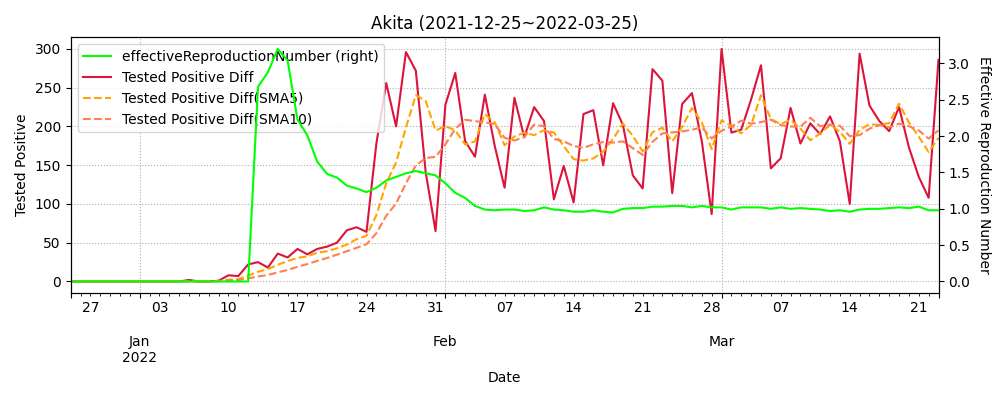 Akita (2021-12-25~2022-03-25)
effectiveReproductionNumber (right)
Tested Positive Diff
Tested Positive Diff(SMA5)
Tested Positive Diff(SMA10)
Tested Positive
300
250
200
150
100
50
0
3.0
2.5
2.0
1.5
1.0
0.5
0.0
Effective Reproduction Number
27 03 10 17 24 31 07 14 21 28 07 14 21
Jan Feb Mar
2022
Date